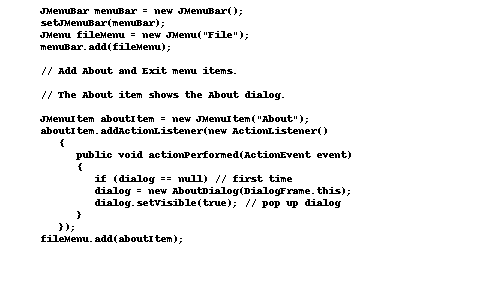 JMenuBar menuBar = new JMenuBar();
setJMenuBar(menuBar);
JMenu fileMenu = new JMenu("File");
menuBar.add(fileMenu);
// Add About and Exit menu items.
// The About item shows the About dialog.
JMenuItem aboutItem = new JMenuItem("About");
aboutItem.addActionListener(new ActionListener()
{
public void actionPerformed(ActionEvent event)
{
if (dialog == null) // first time
dialog = new AboutDialog(DialogFrame.this);
dialog.setVisible(true); // pop up dialog
}
});
fileMenu.add(aboutItem);